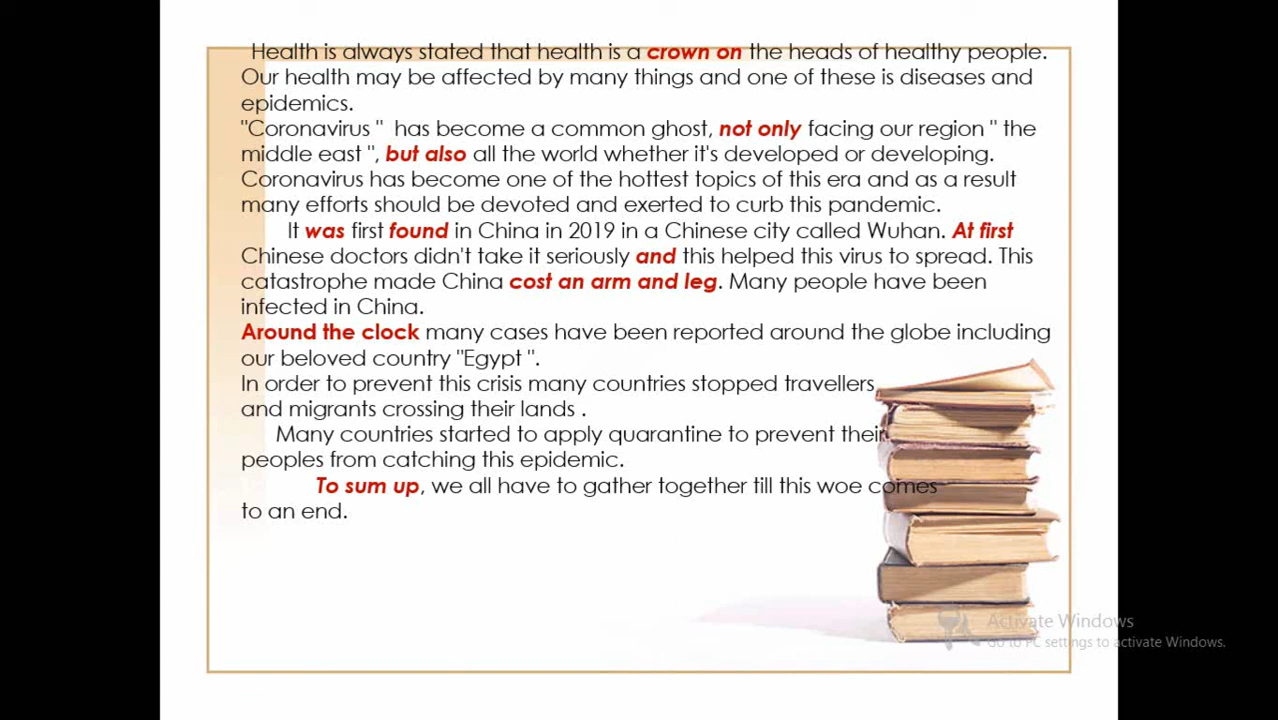 Health is always stated that health is a crown on the heads of healthy people.
Our health may be affected by many things and one of these is diseases and
epidemics.
"Coronavirus " has become a common ghost, not only facing our region " the
middle east ", but also all the world whether it's developed or developing.
Coronavirus has become one of the hottest topics of this era and as a result
many efforts should be devoted and exerted to curb this pandemic.
It was first found in China in 2019 in a Chinese city called Wuhan. At first
Chinese doctors didn't take it seriously and this helped this virus to spread. This
catastrophe made China cost an arm and leg. Many people have been
infected in China.
Around the clock many cases have been reported around the globe including
our beloved country "Egypt ".
In order to prevent this crisis many countries stopped travellers
and migrants crossing their lands .
Many countries started to apply quarantine to prevent their
peoples from catching this epidemic.
To sum up, we all have to gather together till this woe comes
to an end.
Activate Windows
Go to PC settings to activate Windows.